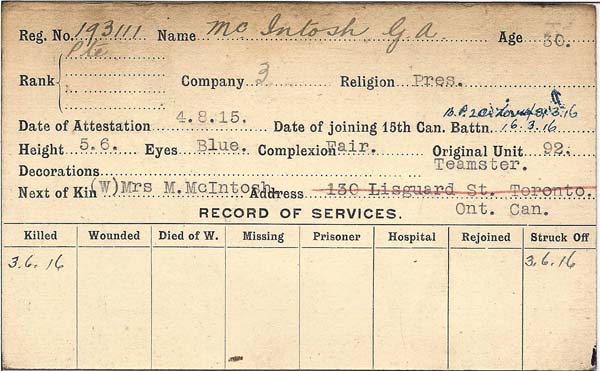 Reg. No. 193111 Name McIntosh, G.A. Age 30.
Pte
Rank Company 3 Religion Pres.
Date of Attestation 4.8.15. Date of joining 15th Can. Battn. 16.3.16
Height 5.6. Eyes Blue. Complexion Fair. Original Unit 92.
Decorations Teamster.
Next of Kin (W)Mrs M.McIntosh. Address 130 Lisguard St. Toronto.
Ont. Can.
RECORD OF SERVICES.
Killed Wounded Died of W. Missing Prisoner Hospital Rejoined Struck Off
3.6.16 3.6.16